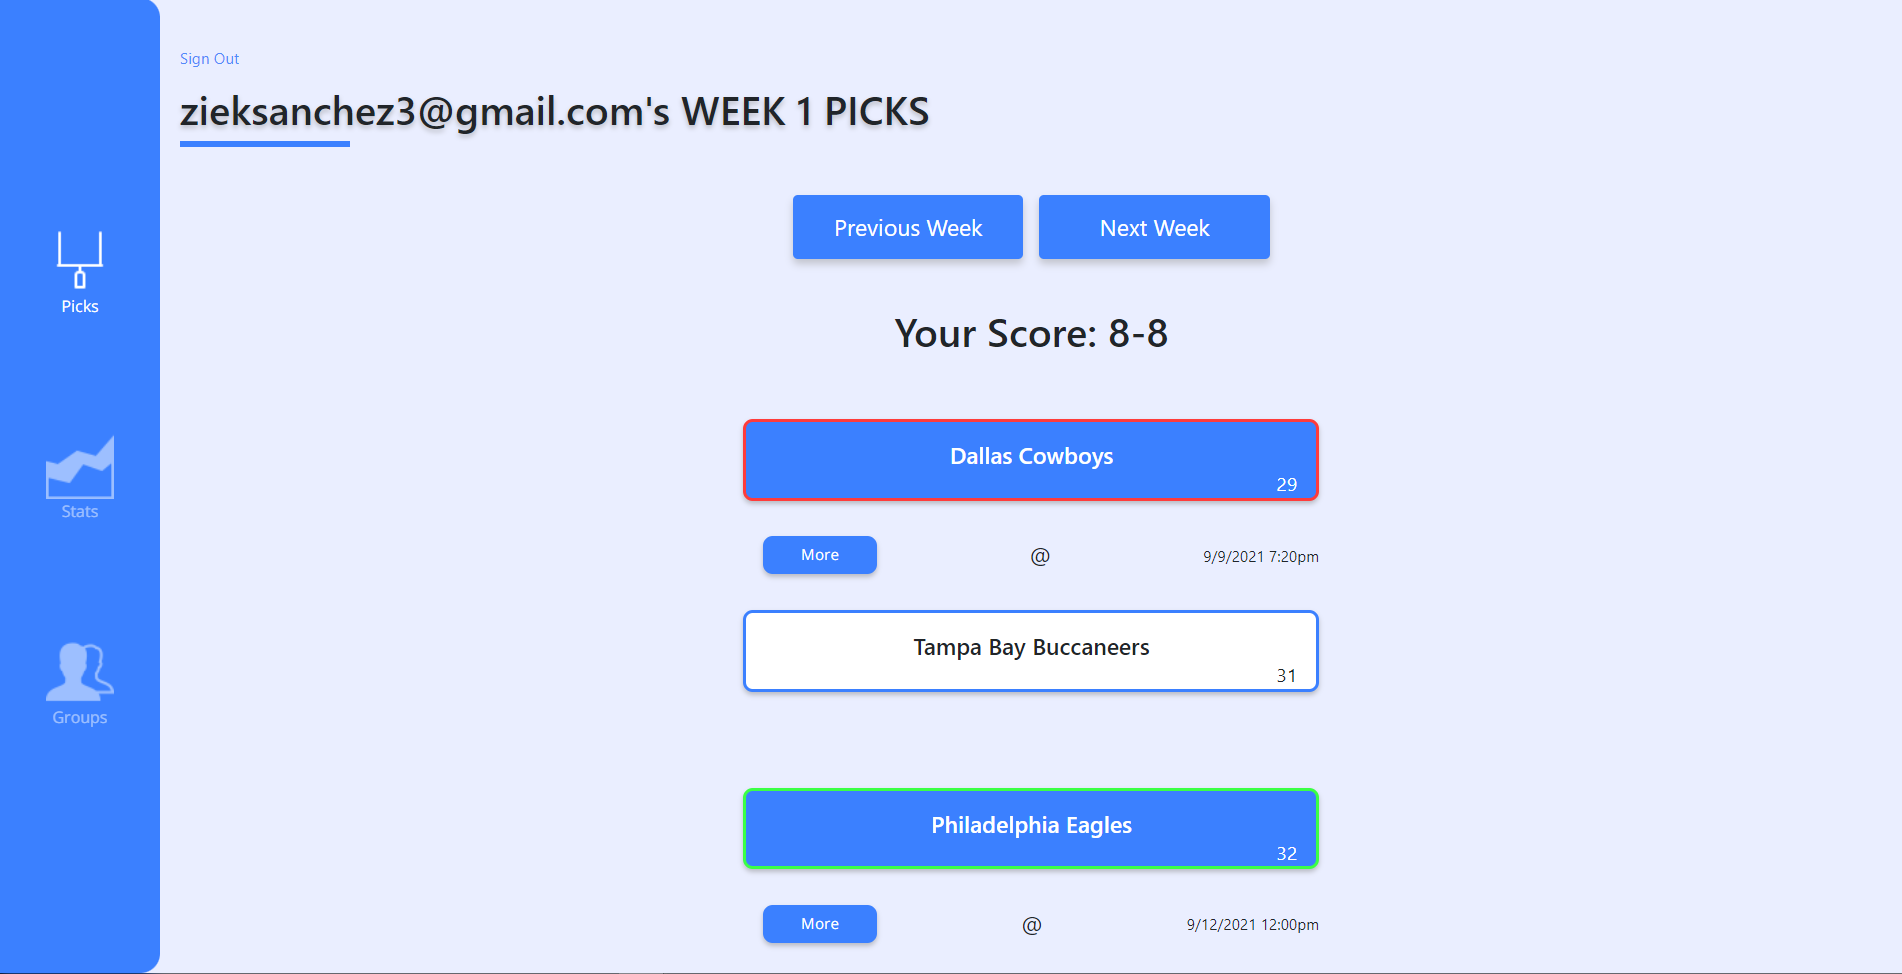 Sign Out
zieksanchez3@gmail.com's WEEK 1 PICKS
Previous Week
Next Week
Picks
Your Score: 8-8
Dallas Cowboys
29
Stats
More
@
9/9/2021 7:20pm
Tampa Bay Buccaneers
31
Groups
Philadelphia Eagles
32
More
@
9/12/2021 12:00pm